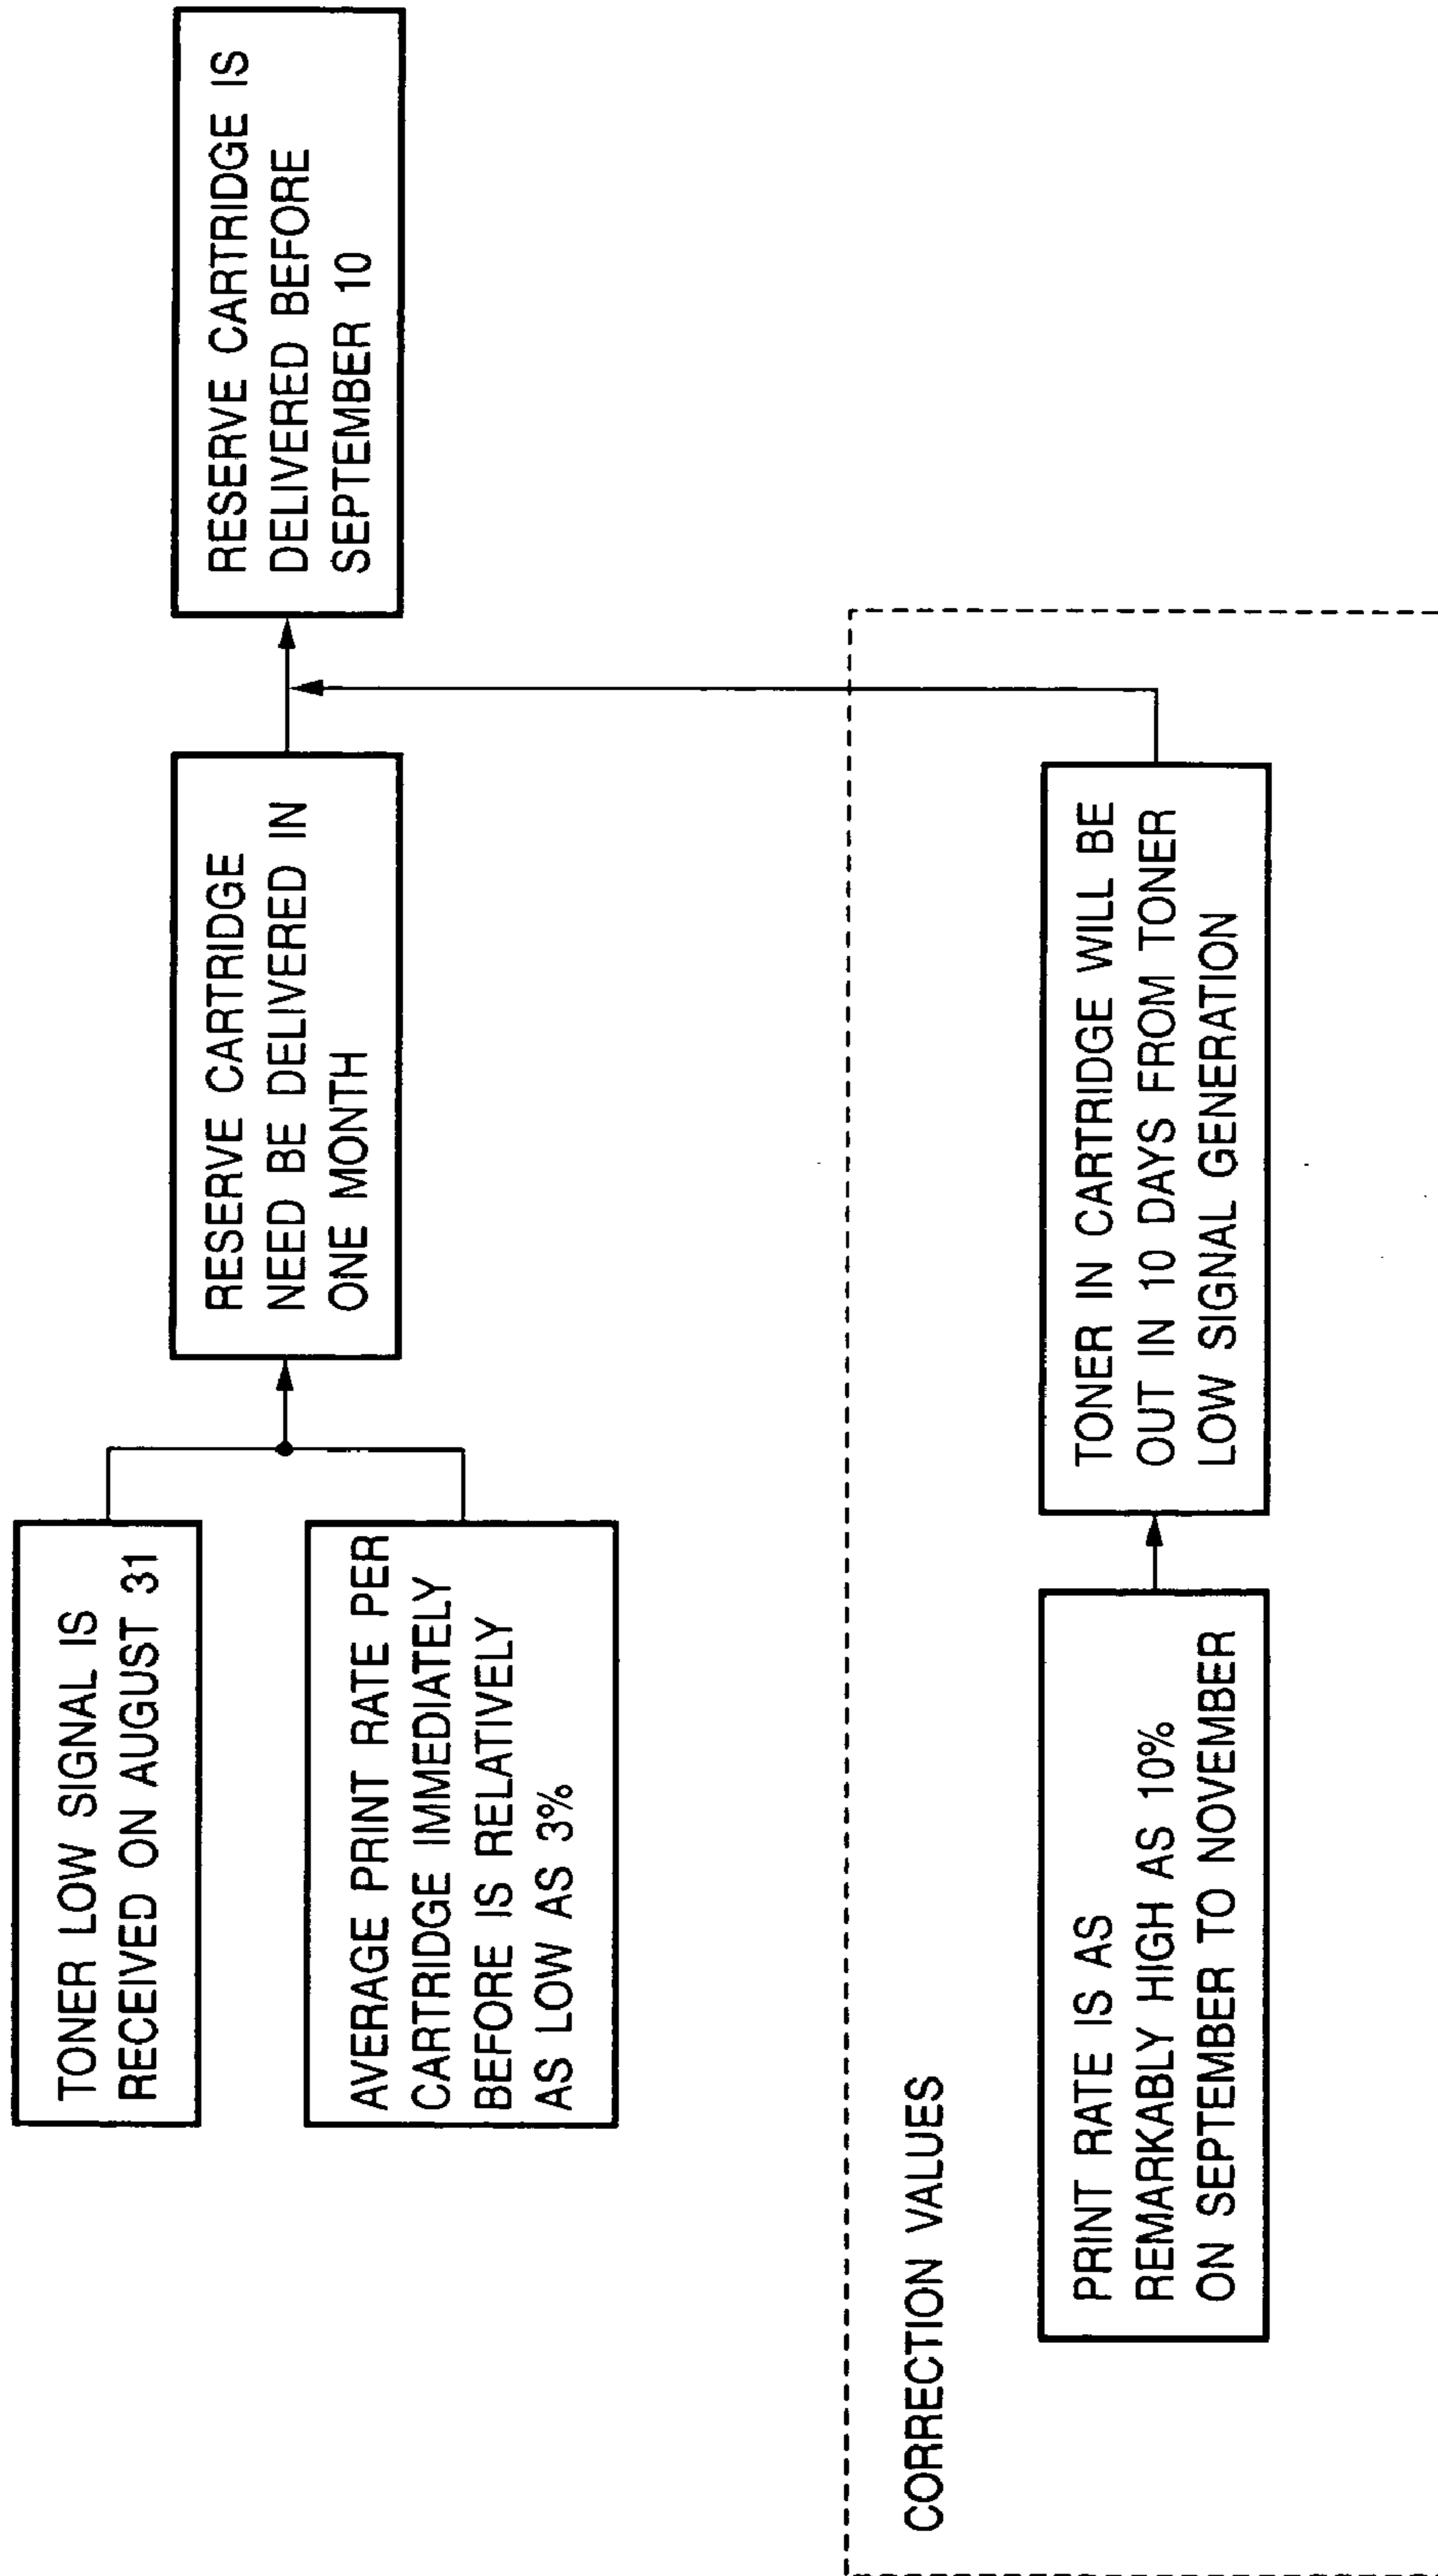 TONER LOW SIGNAL IS
RECEIVED ON AUGUST 31
AVERAGE PRINT RATE PER
CARTRIDGE IMMEDIATELY
BEFORE IS RELATIVELY
AS LOW AS 3%
RESERVE CARTRIDGE
NEED BE DELIVERED IN
ONE MONTH
RESERVE CARTRIDGE IS
DELIVERED BEFORE
SEPTEMBER 10
CORRECTION VALUES
PRINT RATE IS AS
REMARKABLY HIGH AS 10%
ON SEPTEMBER TO NOVEMBER
TONER IN CARTRIDGE WILL BE
OUT IN 10 DAYS FROM TONER
LOW SIGNAL GENERATION